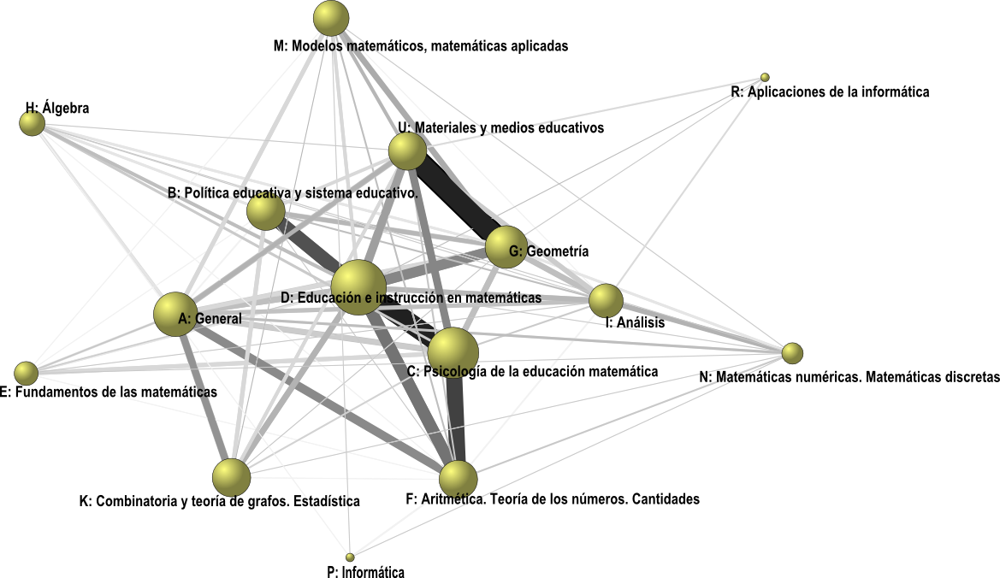 M: Modelos matemáticos, matemáticas aplicadas
R: Aplicaciones de la informática
H: Álgebra
U: Materiales y medios educativos
B: Política educativa y sistema educativo.
G: Geometría
D: Educación e instrucción en matemáticas
A: General
I: Análisis
C: Psicología de la educación matemática
N: Matemáticas numéricas. Matemáticas discretas
E: Fundamentos de las matemáticas
K: Combinatoria y teoría de grafos. Estadística
F: Aritmética. Teoría de los números. Cantidades
P: Informática